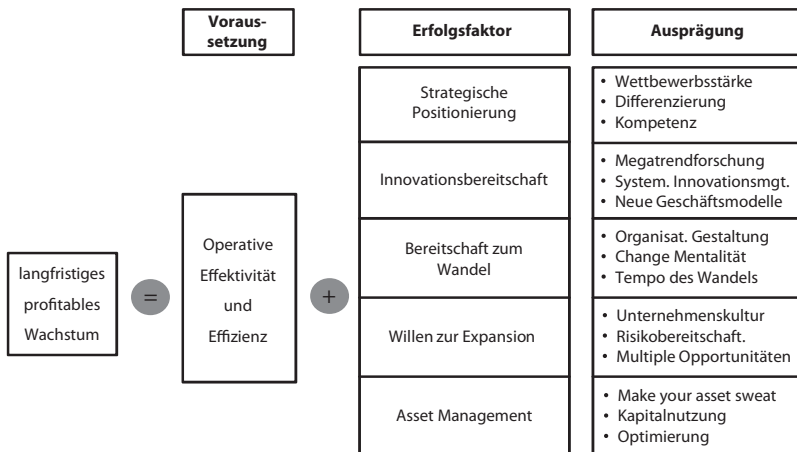 Voraus-
setzung
Erfolgsfaktor
Ausprägung
langfristiges
profitables
Wachstum
=
Operative
Effektivität
und
Effizienz
+
Strategische
Positionierung
• Wettbewerbsstärke
• Differenzierung
• Kompetenz
Innovationsbereitschaft
• Megatrendforschung
• System. Innovationsmgt.
• Neue Geschäftsmodelle
Bereitschaft zum
Wandel
• Organisat. Gestaltung
• Change Mentalität
• Tempo des Wandels
Willen zur Expansion
• Unternehmenskultur
• Risikobereitschaft.
• Multiple Opportunitäten
Asset Management
• Make your asset sweat
• Kapitalnutzung
• Optimierung